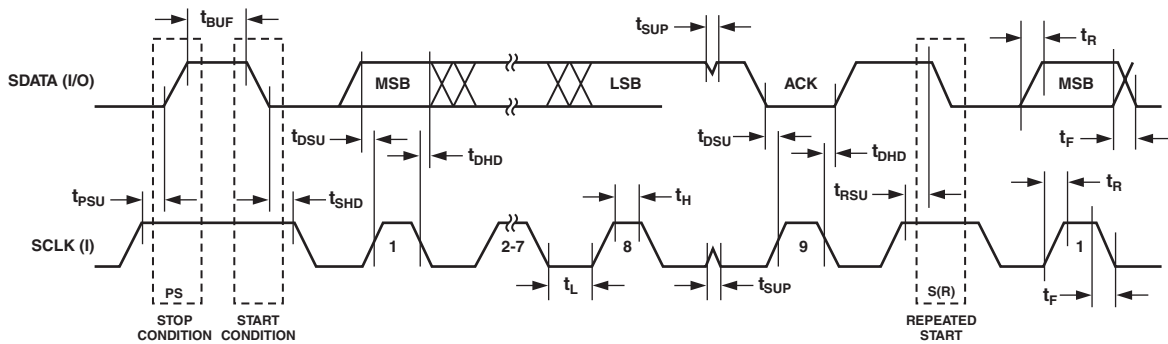 tBUF
tSUP
tR
SDATA (I/O)
MSB
LSB
ACK
MSB
tDSU
tDHD
tDSU
tDHD
tF
tPSU
tSHD
tH
tRSU
tR
SCLK (I)
1
2-7
8
9
1
PS
tL
tSUP
S(R)
tF
STOP
CONDITION
START
CONDITION
REPEATED
START